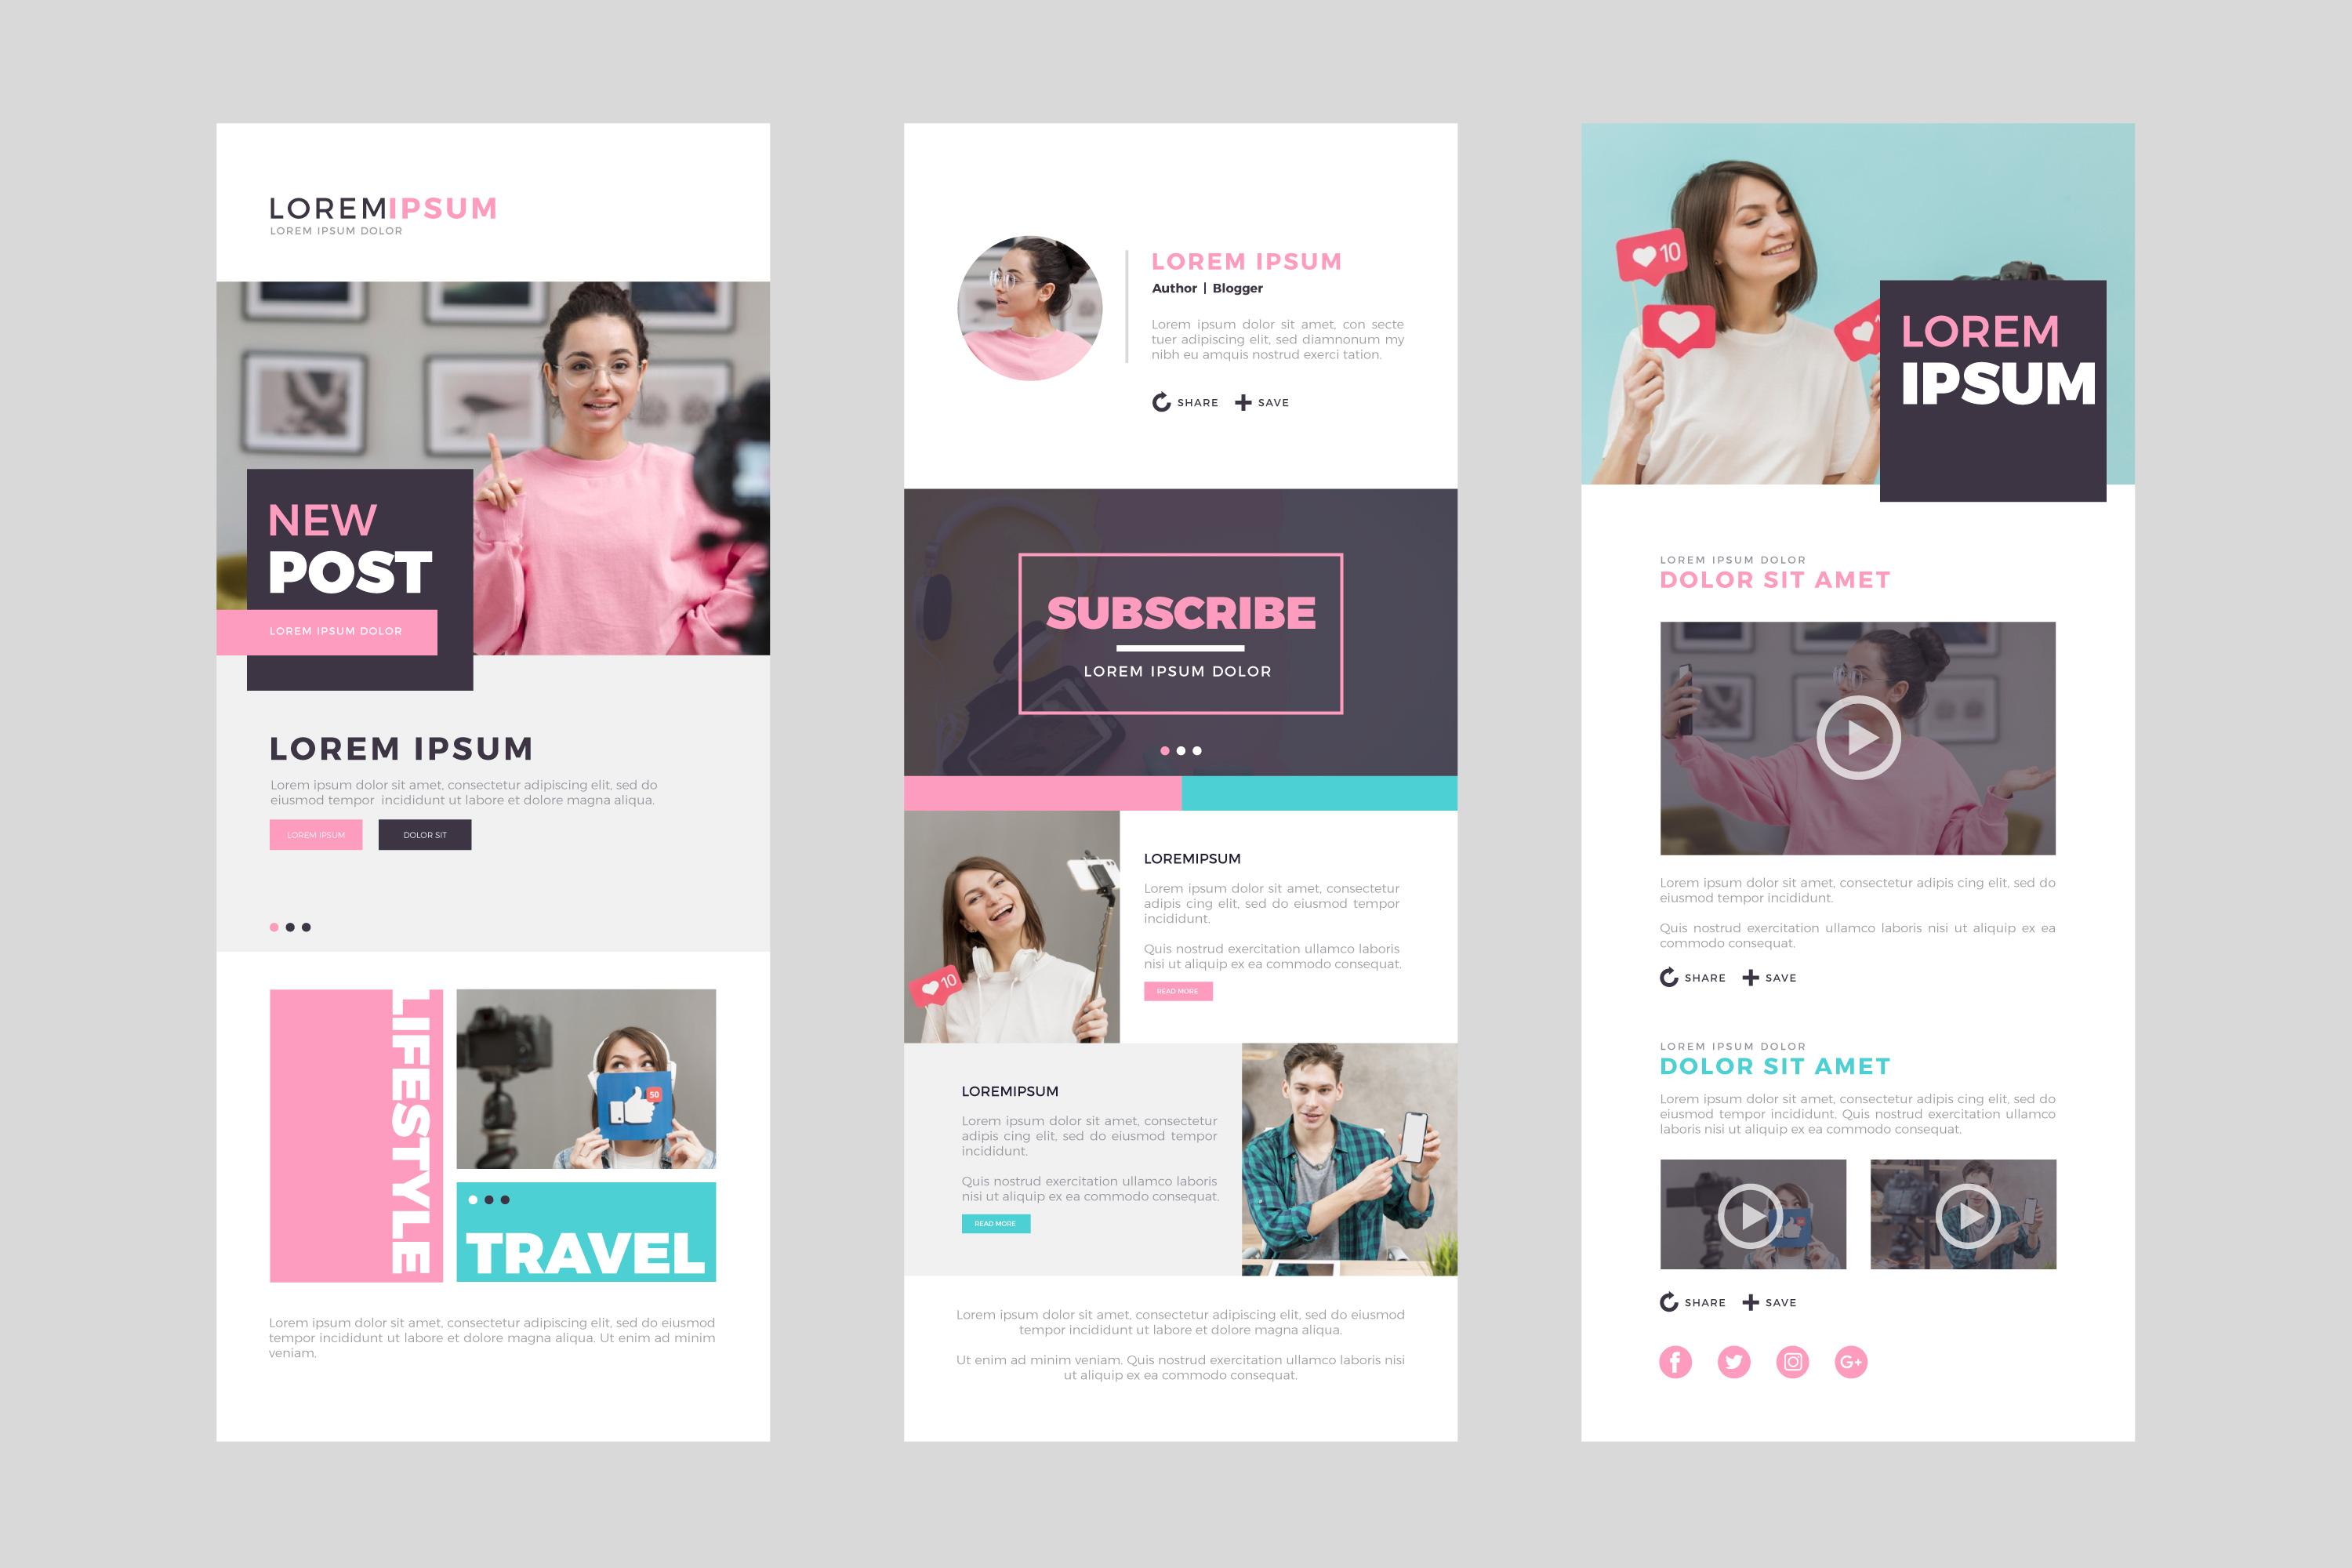 LOREMIPSUM
LOREM IPSUM DOLOR
NEW
POST
LOREM IPSUM DOLOR
LOREM IPSUM
Lorem ipsum dolor sit amet, consectetur adipiscing elit, sed do
eiusmod tempor incididunt ut labore et dolore magna aliqua.
LOREM IPSUM
DOLOR SIT
LIFESTYLE
50
TRAVEL
Lorem ipsum dolor sit amet, consectetur adipiscing elit, sed do eiusmod
tempor incididunt ut labore et dolore magna aliqua. Ut enim ad minim
veniam.
LOREM IPSUM
Author | Blogger
Lorem ipsum dolor sit amet, con secte
tuer adipiscing elit, sed diamnonum my
nibh eu amquis nostrud exerci tation.
SHARE
SAVE
SUBSCRIBE
LOREM IPSUM DOLOR
LOREMIPSUM
Lorem ipsum dolor sit amet, consectetur
adipis cing elit, sed do eiusmod tempor
incididunt.
Quis nostrud exercitation ullamco laboris
nisi ut aliquip ex ea commodo consequat.
READ MORE
10
LOREMIPSUM
Lorem ipsum dolor sit amet, consectetur
adipis cing elit, sed do eiusmod tempor
incididunt.
Quis nostrud exercitation ullamco laboris
nisi ut aliquip ex ea commodo consequat.
READ MORE
Lorem ipsum dolor sit amet, consectetur adipiscing elit, sed do eiusmod
tempor incididunt ut labore et dolore magna aliqua.
Ut enim ad minim veniam. Quis nostrud exercitation ullamco laboris nisi
ut aliquip ex ea commodo consequat.
10
LOREM
IPSUM
LOREM IPSUM DOLOR
DOLOR SIT AMET
Lorem ipsum dolor sit amet, consectetur adipis cing elit, sed do
eiusmod tempor incididunt.
Quis nostrud exercitation ullamco laboris nisi ut aliquip ex ea
commodo consequat.
SHARE
SAVE
LOREM IPSUM DOLOR
DOLOR SIT AMET
Lorem ipsum dolor sit amet, consectetur adipis cing elit, sed do
eiusmod tempor incididunt. Quis nostrud exercitation ullamco
laboris nisi ut aliquip ex ea commodo consequat.
SHARE
SAVE
G+